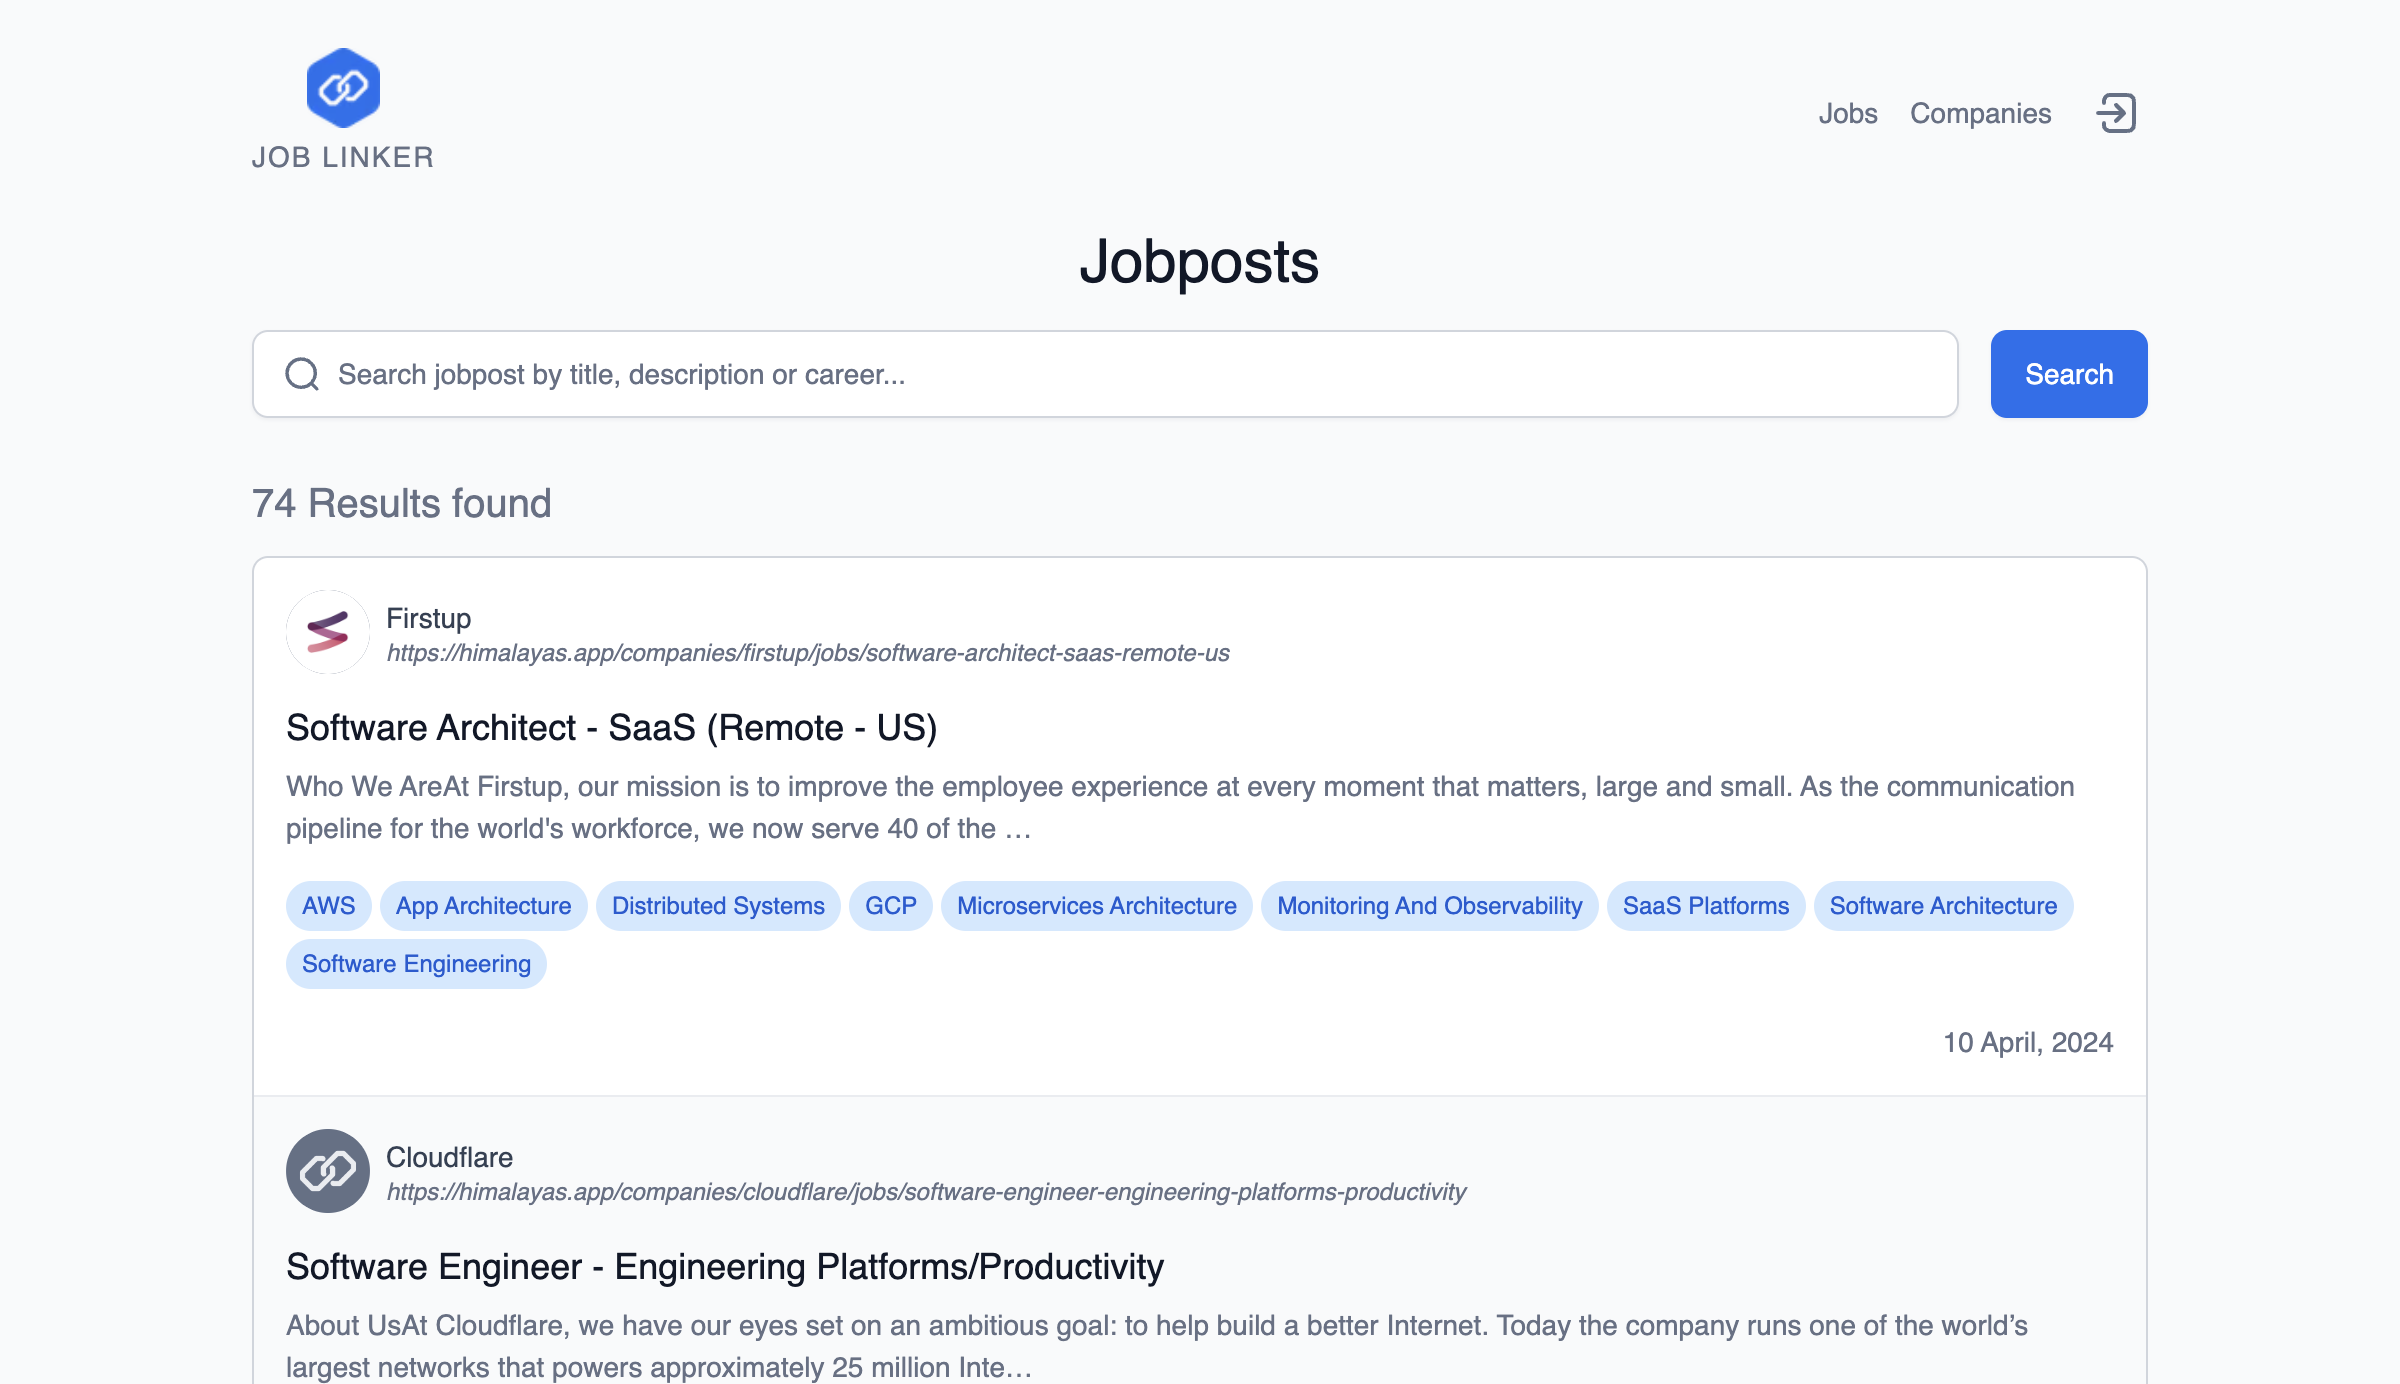 JOB LINKER
Jobs Companies
Jobposts
Search jobpost by title, description or career...
Search
74 Results found
Firstup
https://himalayas.app/companies/firstup/jobs/software-architect-saas-remote-us
Software Architect - SaaS (Remote - US)
Who We AreAt Firstup, our mission is to improve the employee experience at every moment that matters, large and small. As the communication
pipeline for the world's workforce, we now serve 40 of the …
AWS App Architecture Distributed Systems GCP Microservices Architecture Monitoring And Observability SaaS Platforms Software Architecture
Software Engineering
10 April, 2024
Cloudflare
https://himalayas.app/companies/cloudflare/jobs/software-engineer-engineering-platforms-productivity
Software Engineer - Engineering Platforms/Productivity
About UsAt Cloudflare, we have our eyes set on an ambitious goal: to help build a better Internet. Today the company runs one of the world’s
largest networks that powers approximately 25 million Inte…